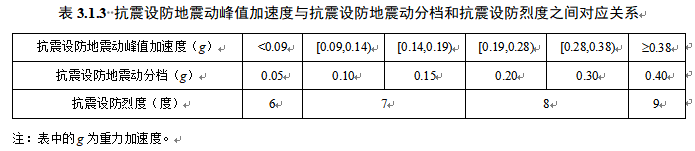 表 3.1.3··抗震设防地震动峰值加速度与抗震设防地震动分档和抗震设防烈度之间对应关系↵
抗震设防地震动峰值加速度（g）↵ <0.09↵ [0.09,0.14)↵ [0.14,0.19)↵ [0.19,0.28)↵ [0.28,0.38)↵ ≥0.38↵
抗震设防地震动分档（g）↵ 0.05↵ 0.10↵ 0.15↵ 0.20↵ 0.30↵ 0.40↵
抗震设防烈度（度）↵ 6↵ 7↵ 8↵ 9↵
注：表中的 g 为重力加速度。↵